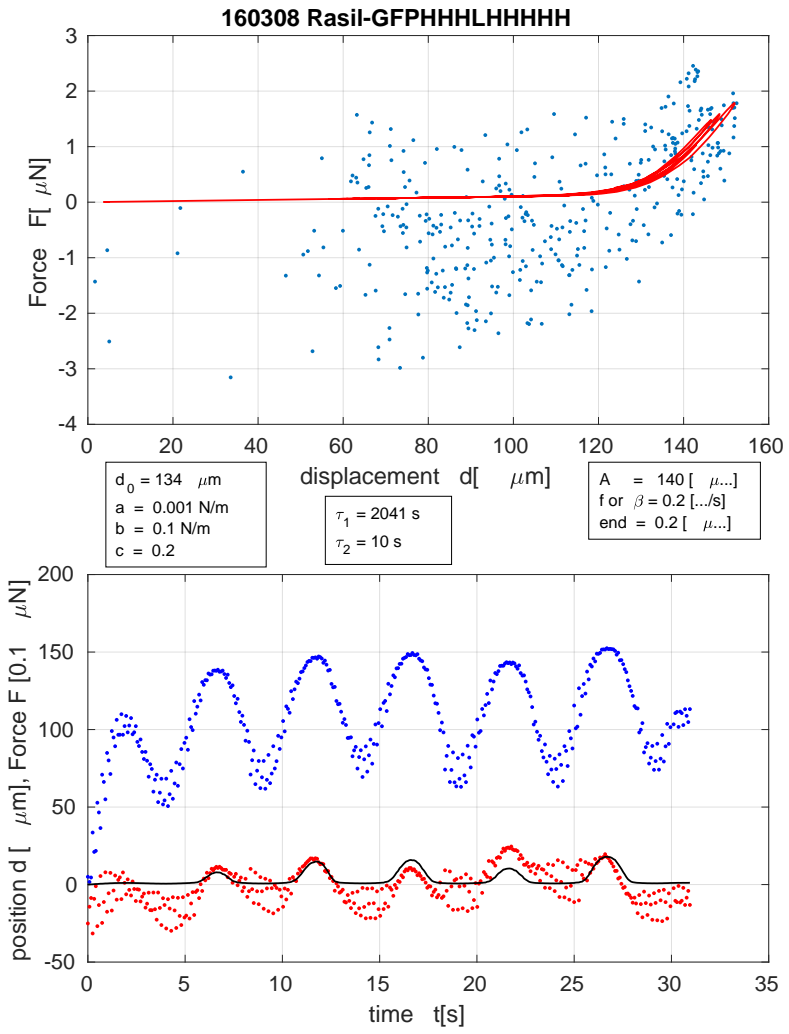 160308 Rasil-GFPHHHLHHHHH
Force F[ μN]
3
2
1
0
-1
-2
-3
-4
0 20 40 60 80 100 120 140 160
displacement d[ μm]
d0 = 134 μm
a = 0.001 N/m
b = 0.1 N/m
c = 0.2
τ1 = 2041 s
τ2 = 10 s
A = 140 [ μ...]
f or β = 0.2 [.../s]
end = 0.2 [ μ...]
position d [ μm], Force F [0.1 μN]
200
150
100
50
0
-50
0 5 10 15 20 25 30 35
time t[s]